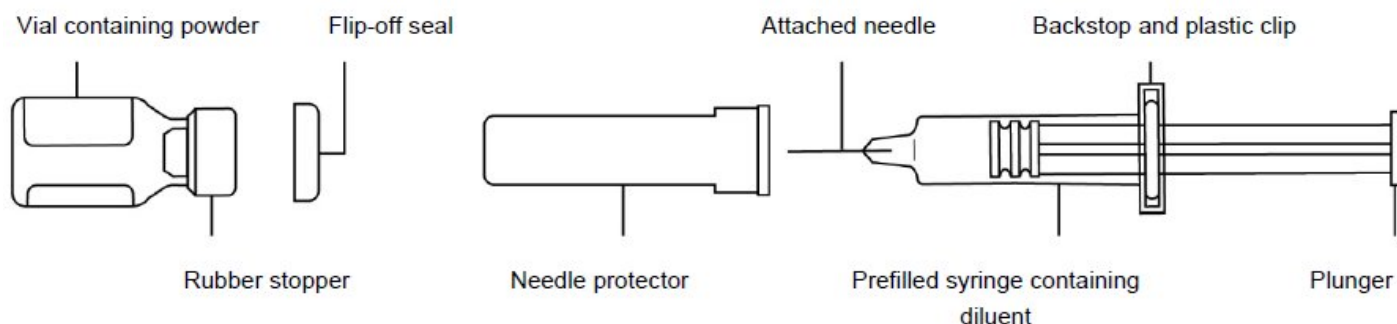 Vial containing powder
Flip-off seal
Attached needle
Backstop and plastic clip
Rubber stopper
Needle protector
Prefilled syringe containing
diluent
Plunger